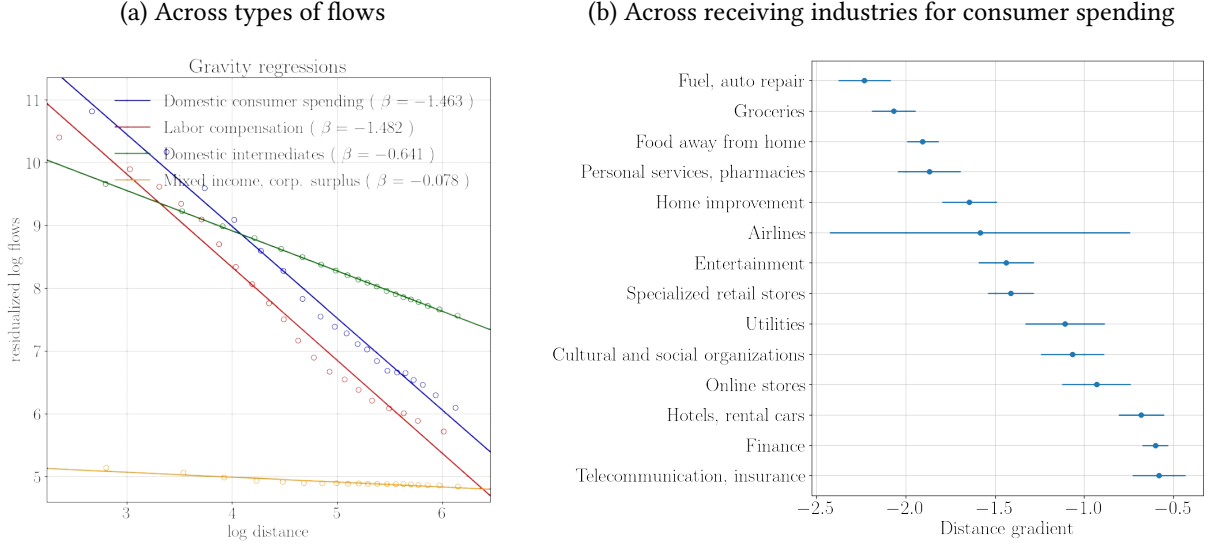 (a) Across types of flows
Gravity regressions
Domestic consumer spending ( β = −1.463 )
Labor compensation ( β = −1.482 )
Domestic intermediates ( β = −0.641 )
Mixed income, corp. surplus ( β = −0.078 )
residualized log flows
11
10
9
8
7
6
5
3 4 5 6
log distance
(b) Across receiving industries for consumer spending
Fuel, auto repair
Groceries
Food away from home
Personal services, pharmacies
Home improvement
Airlines
Entertainment
Specialized retail stores
Utilities
Cultural and social organizations
Online stores
Hotels, rental cars
Finance
Telecommunication, insurance
−2.5 −2.0 −1.5 −1.0 −0.5
Distance gradient